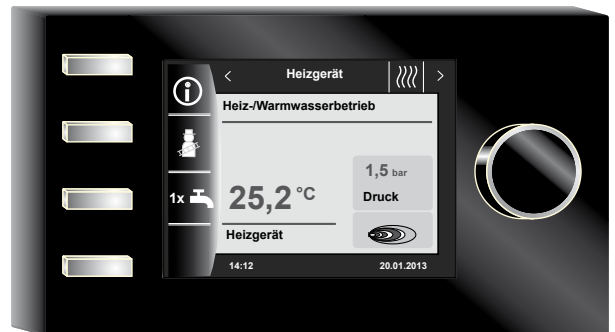 Heizgerät
Heiz-/Warmwasserbetrieb
1x
25,2 °C
1,5 bar
Druck
Heizgerät
14:12
20.01.2013